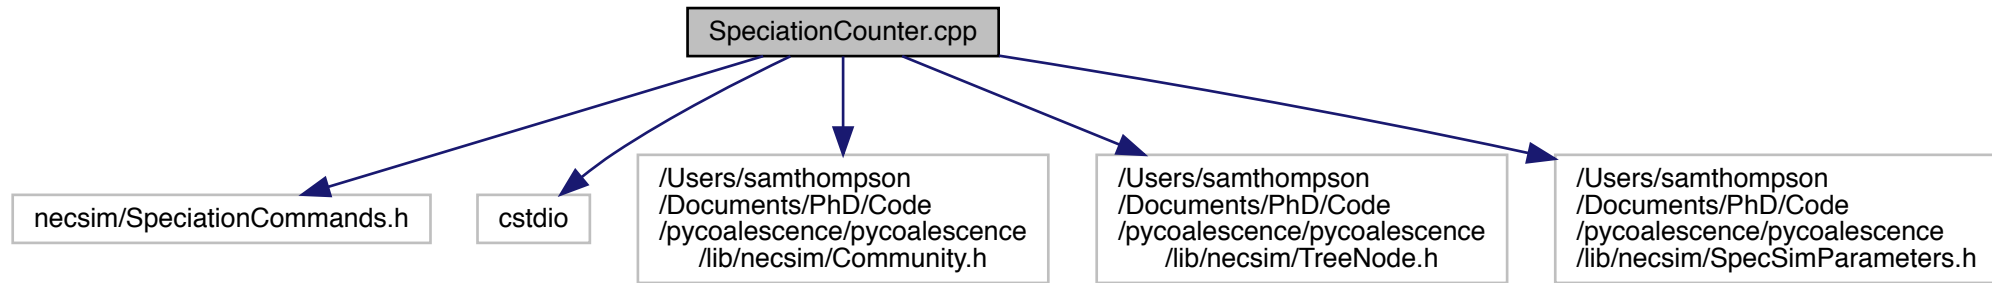 SpeciationCounter.cpp
necsim/SpeciationCommands.h
cstdio
/Users/samthompson
/Documents/PhD/Code
/pycoalescence/pycoalescence
/lib/necsim/Community.h
/Users/samthompson
/Documents/PhD/Code
/pycoalescence/pycoalescence
/lib/necsim/TreeNode.h
/Users/samthompson
/Documents/PhD/Code
/pycoalescence/pycoalescence
/lib/necsim/SpecSimParameters.h